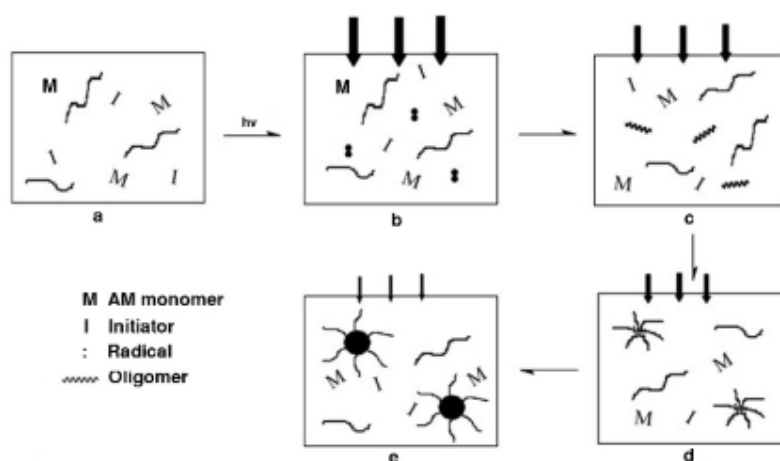 M I M
I M I
a
hν
I
M M
I
M
b
I M
M I
c
M AM monomer
I Initiator
: Radical
Oligomer
M I M
I
e
M
M I
d